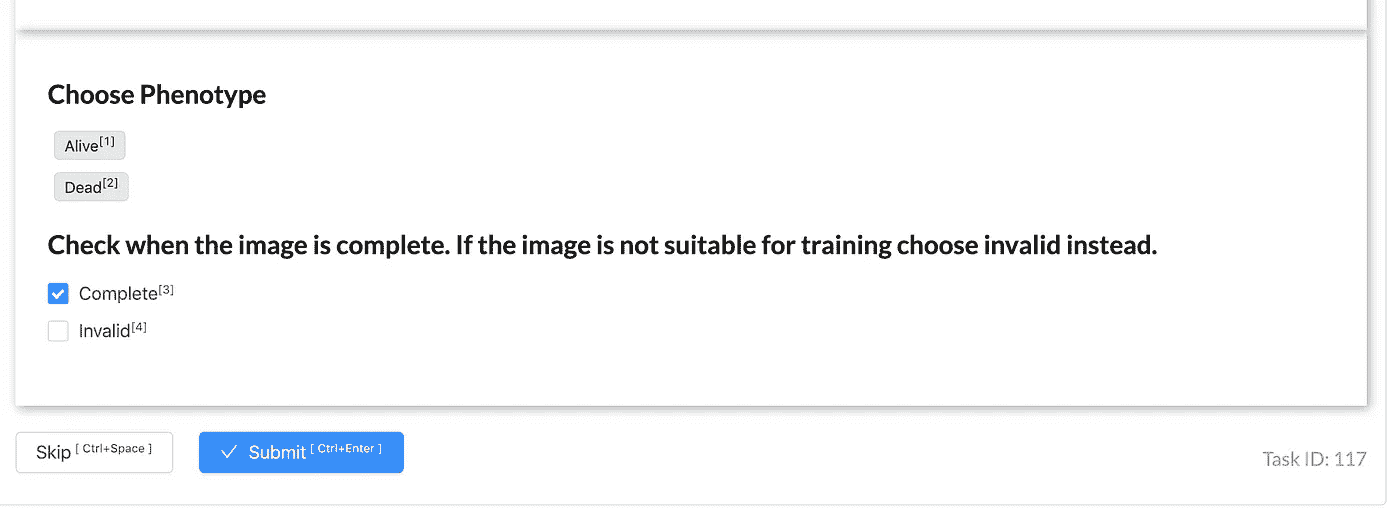 Choose Phenotype
Alive[1]
Dead[2]
Check when the image is complete. If the image is not suitable for training choose invalid instead.
Complete[3]
Invalid[4]
Skip [ Ctrl+Space ] Submit [ Ctrl+Enter ]
Task ID: 117